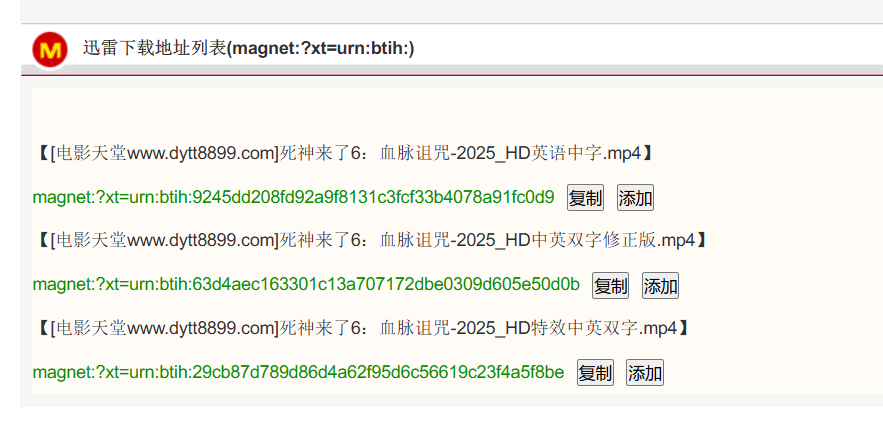 M 迅雷下载地址列表(magnet:?xt=urn:btih:)
【[电影天堂www.dytt8899.com]死神来了6：血脉诅咒-2025_HD英语中字.mp4】
magnet:?xt=urn:btih:9245dd208fd92a9f8131c3fcf33b4078a91fc0d9 复制 添加
【[电影天堂www.dytt8899.com]死神来了6：血脉诅咒-2025_HD中英双字修正版.mp4】
magnet:?xt=urn:btih:63d4aec163301c13a707172dbe0309d605e50d0b 复制 添加
【[电影天堂www.dytt8899.com]死神来了6：血脉诅咒-2025_HD特效中英双字.mp4】
magnet:?xt=urn:btih:29cb87d789d86d4a62f95d6c56619c23f4a5f8be 复制 添加